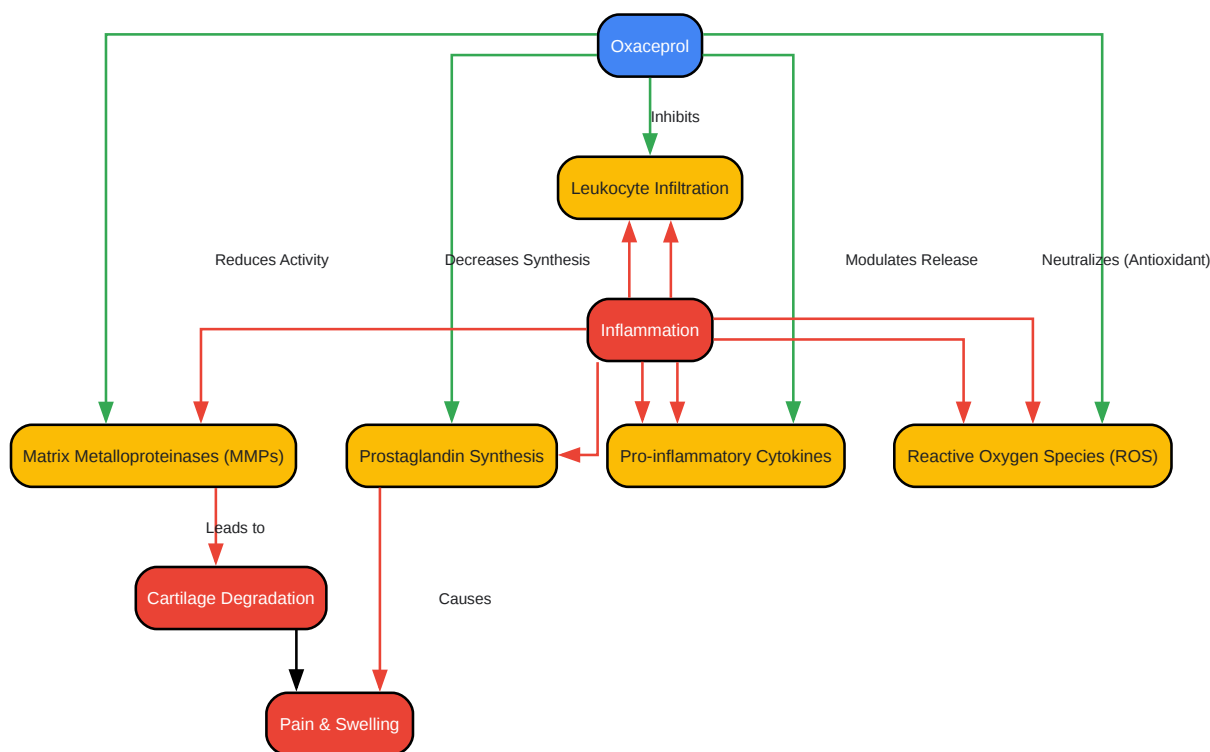 Oxaceprol
Inhibits
Leukocyte Infiltration
Reduces Activity
Decreases Synthesis
Modulates Release
Neutralizes (Antioxidant)
Inflammation
Matrix Metalloproteinases (MMPs)
Prostaglandin Synthesis
Pro-inflammatory Cytokines
Reactive Oxygen Species (ROS)
Leads to
Cartilage Degradation
Causes
Pain & Swelling